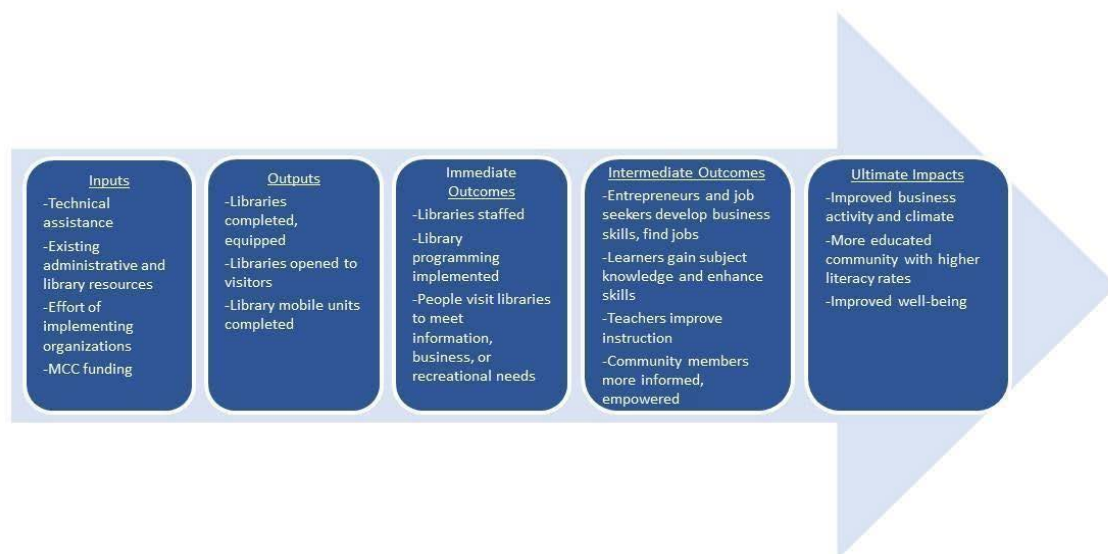 Inputs
-Technical
assistance
-Existing
administrative and
library resources
-Effort of
implementing
organizations
-MCC funding
Outputs
-Libraries
completed,
equipped
-Libraries opened to
visitors
-Library mobile units
completed
Immediate
Outcomes
-Libraries staffed
-Library
programming
implemented
-People visit libraries
to meet
information,
business, or
recreational needs
Intermediate Outcomes
-Entrepreneurs and job
seekers develop business
skills, find jobs
-Learners gain subject
knowledge and enhance
skills
-Teachers improve
instruction
-Community members
more informed,
empowered
Ultimate Impacts
-Improved business
activity and climate
-More educated
community with higher
literacy rates
-Improved well-being